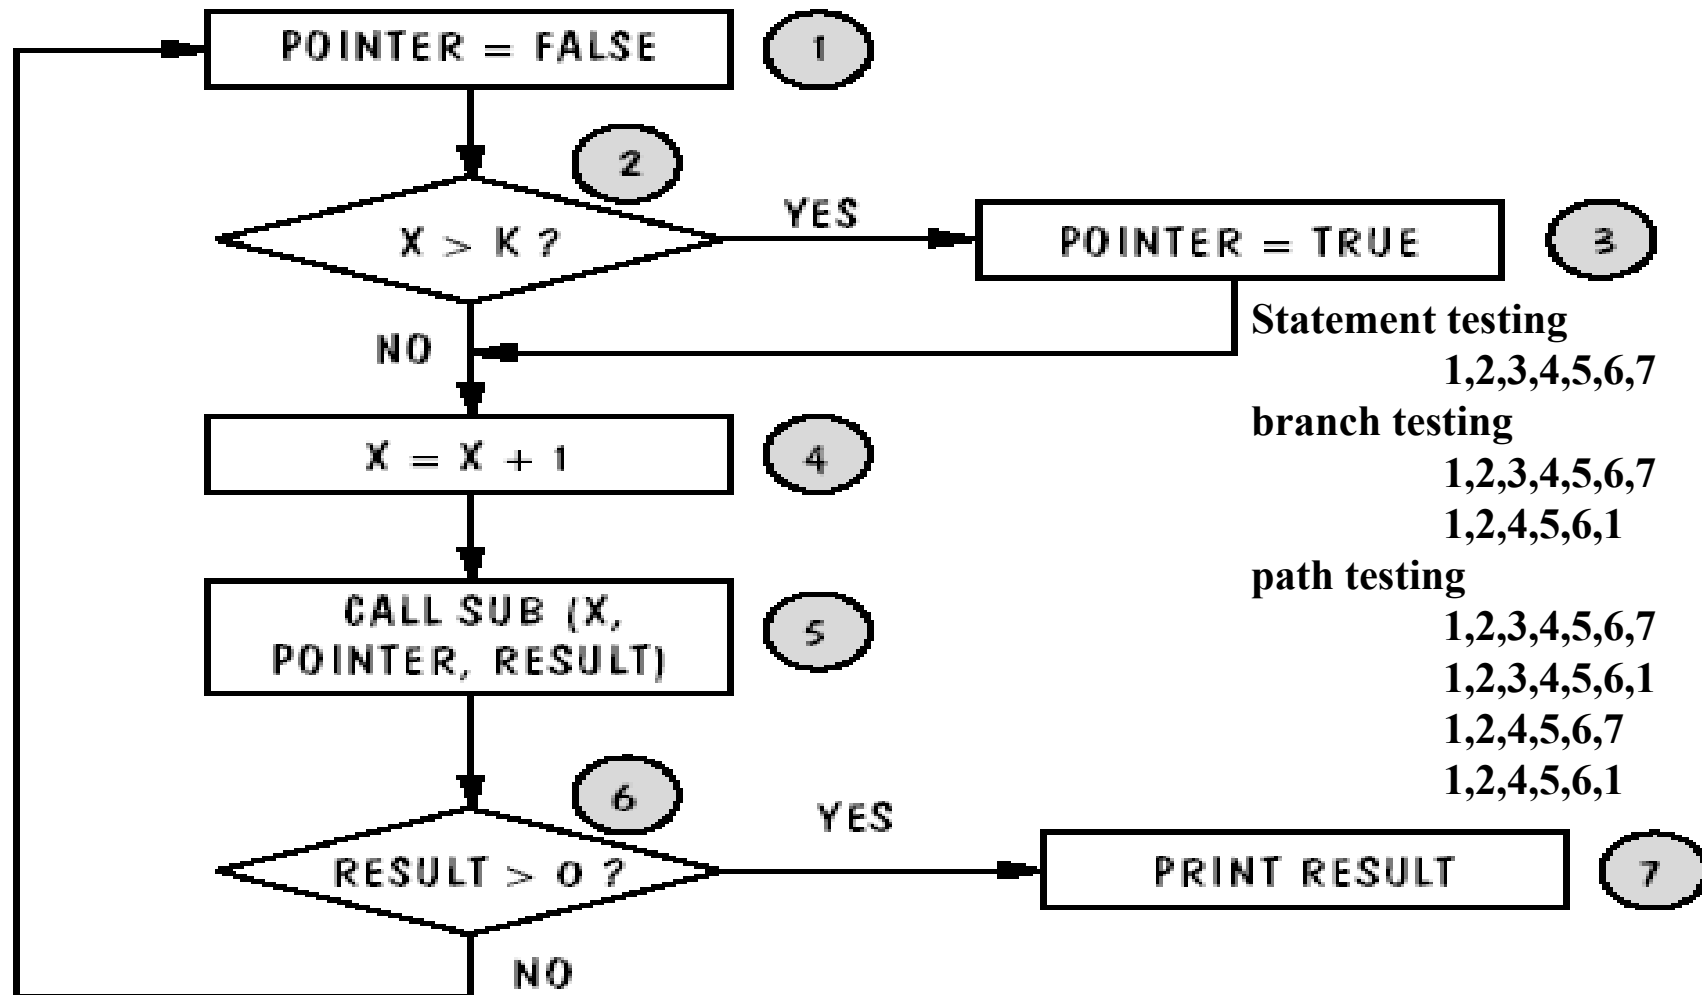 POINTER = FALSE
1
2
X > K ?
YES
POINTER = TRUE
3
NO
Statement testing
1,2,3,4,5,6,7
branch testing
1,2,3,4,5,6,7
1,2,4,5,6,1
path testing
1,2,3,4,5,6,7
1,2,3,4,5,6,1
1,2,4,5,6,7
1,2,4,5,6,1
X = X + 1
4
CALL SUB (X,
POINTER, RESULT)
5
6
RESULT > 0 ?
YES
PRINT RESULT
7
NO